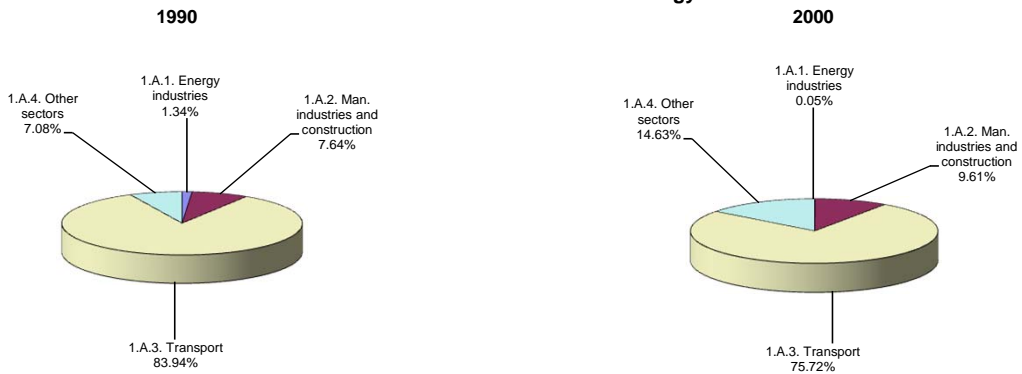 1990
1.A.1. Energy
industries
1.34%
1.A.2. Man.
industries and
construction
7.64%
1.A.4. Other
sectors
7.08%
1.A.3. Transport
83.94%
2000
1.A.1. Energy
industries
0.05%
1.A.2. Man.
industries and
construction
9.61%
1.A.4. Other
sectors
14.63%
1.A.3. Transport
75.72%